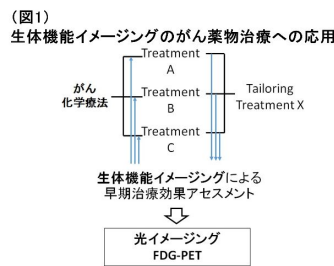 (図1)
生体機能イメージングのがん薬物治療への応用
Treatment
A
がん
化学療法
Treatment
B
Tailoring
Treatment X
Treatment
C
生体機能イメージングによる
早期治療効果アセスメント
光イメージング
FDG-PET